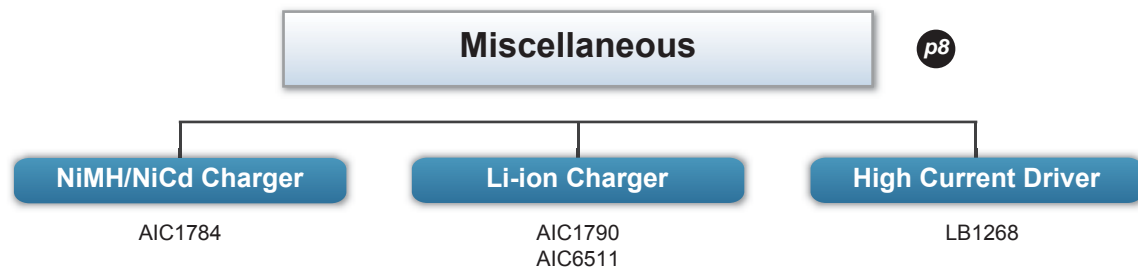 Miscellaneous
p8
NiMH/NiCd Charger
Li-ion Charger
High Current Driver
AIC1784
AIC1790
LB1268
AIC6511